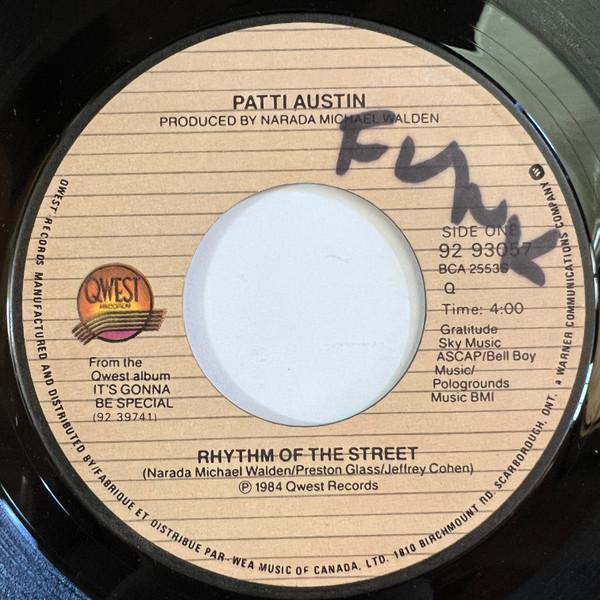 PATTI AUSTIN
PRODUCED BY NARADA MICHAEL WALDEN
FUNK
SIDE ONE
92 93057
BCA 25536
Q
Time: 4:00
Gratitude
Sky Music
ASCAP/Bell Boy
Music/
Pologrounds
Music BMI
QWEST
RECORDS
From the
Qwest album
IT'S GONNA
BE SPECIAL
(92 39741)
RHYTHM OF THE STREET
(Narada Michael Walden/Preston Glass/Jeffrey Cohen)
℗ 1984 Qwest Records
QWEST RECORDS MANUFACTURED AND DISTRIBUTED BY/FABRIQUE ET DISTRIBUE PAR-WEA MUSIC OF CANADA, LTD. 1810 BIRCHMOUNT RD. SCARBOROUGH, ONT. a WARNER COMMUNICATIONS COMPANY